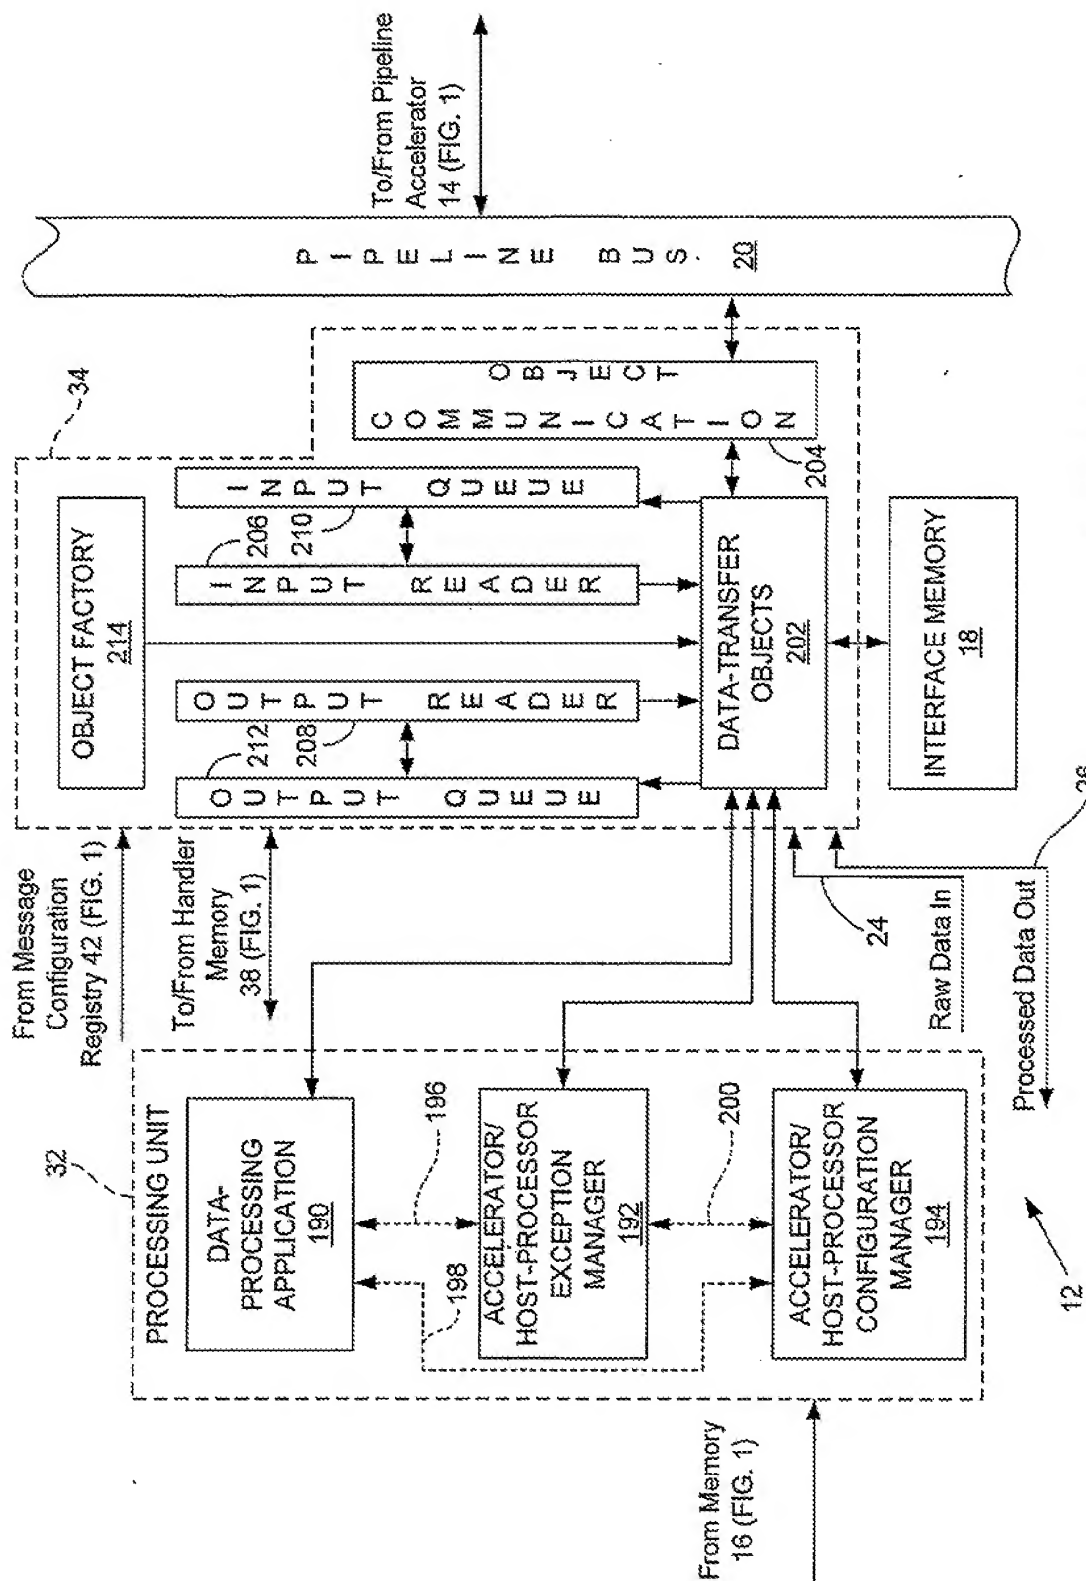 From Memory
16 (FIG. 1)
12
32
PROCESSING UNIT
DATA-
PROCESSING
APPLICATION
190
198
196
ACCELERATOR/
HOST-PROCESSOR
EXCEPTION
MANAGER
192
200
ACCELERATOR/
HOST-PROCESSOR
CONFIGURATION
MANAGER
194
From Message
Configuration
Registry 42 (FIG. 1)
To/From Handler
Memory
38 (FIG. 1)
24
Raw Data In
Processed Data Out
26
34
OBJECT FACTORY
214
OUTPUT QUEUE
212
OUTPUT READER
208
INPUT READER
206
INPUT QUEUE
210
DATA-TRANSFER
OBJECTS
202
COMMUNICATION
OBJECT
204
INTERFACE MEMORY
18
PIPELINE BUS
20
To/From Pipeline
Accelerator
14 (FIG. 1)